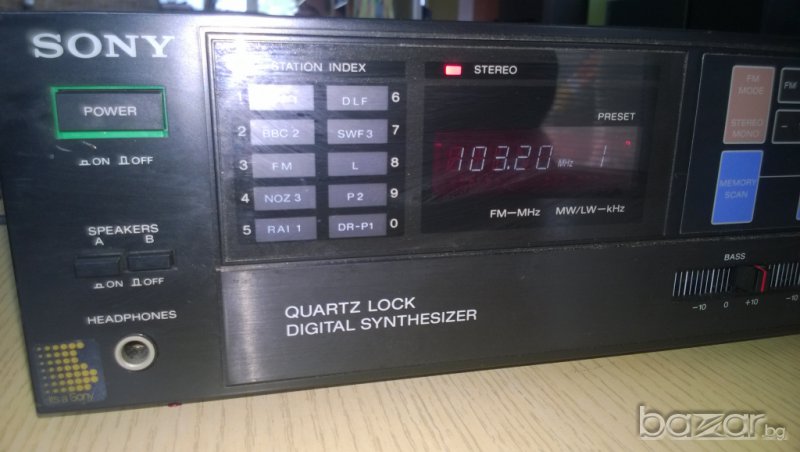 SONY
POWER
ON OFF
SPEAKERS
A B
ON OFF
HEADPHONES
It's a Sony
STATION INDEX
1
DLF 6
2 BBC 2 SWF 3 7
3 FM L 8
4 NOZ 3 P 2 9
5 RAI 1 DR-P1 0
STEREO
PRESET
103.20 MHz 1
FM—MHz MW/LW—kHz
FM
MODE
STEREO
MONO
FM
MEMORY
SCAN
QUARTZ LOCK
DIGITAL SYNTHESIZER
BASS
-10 0 +10 -10
bazar.bg